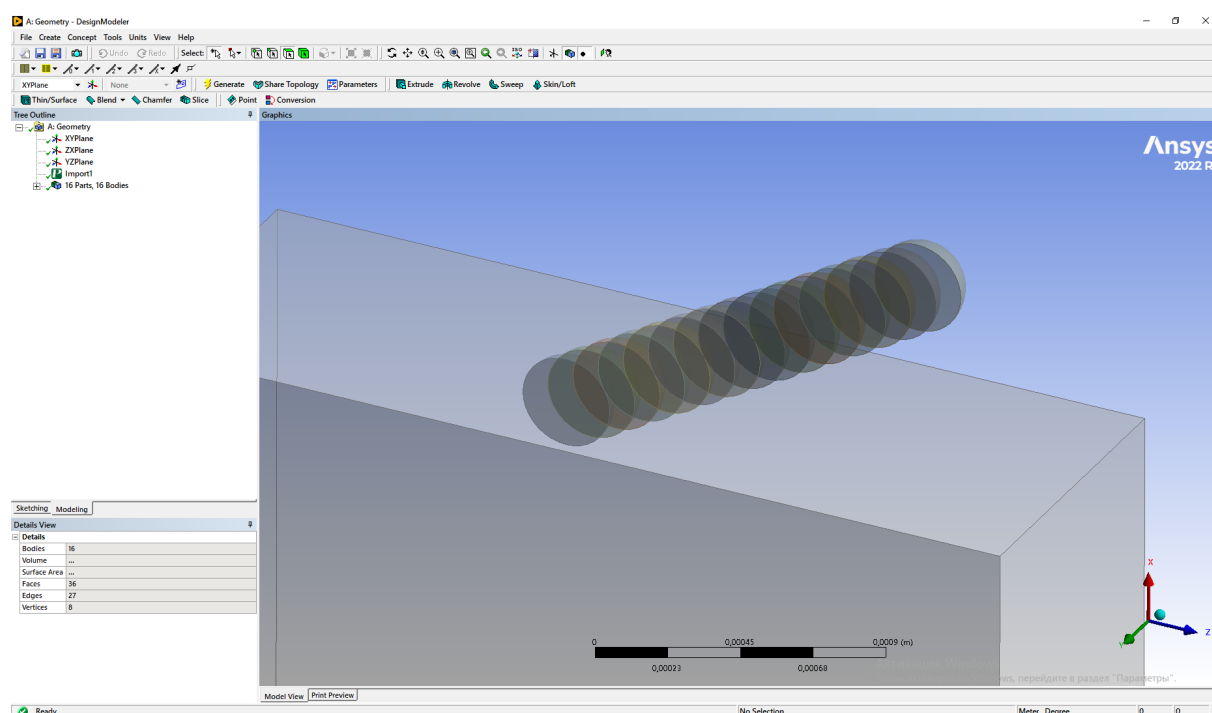 A: Geometry - DesignModeler
File Create Concept Tools Units View Help
Undo Redo Select:
XYPlane None Generate Share Topology Parameters Extrude Revolve Sweep Skin/Loft
Thin/Surface Blend Chamfer Slice Point Conversion
Tree Outline
Graphics
A: Geometry
XYPlane
ZXPlane
YZPlane
Import1
16 Parts, 16 Bodies
Ansys
2022 R
Sketching Modeling
Details View
Details
Bodies 16
Volume ...
Surface Area ...
Faces 36
Edges 27
Vertices 8
X
Y
Z
0 0,00045 0,0009 (m)
0,00023 0,00068
перейдите в раздел "Параметры".
Model View Print Preview
Ready No Selection Meter Degree 0 0